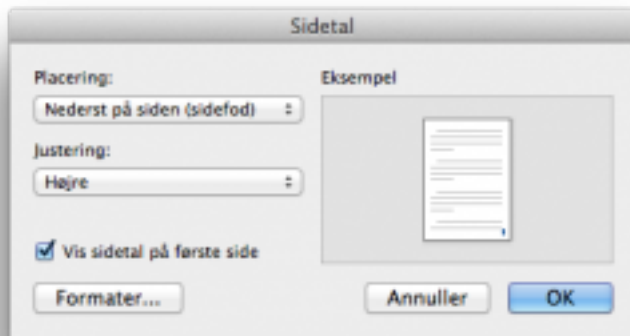 Sidetal
Placering:
Nederst på siden (sidefod)
Justering:
Højre
Vis sidetal på første side
Formater...
Eksempel
Annuller
OK